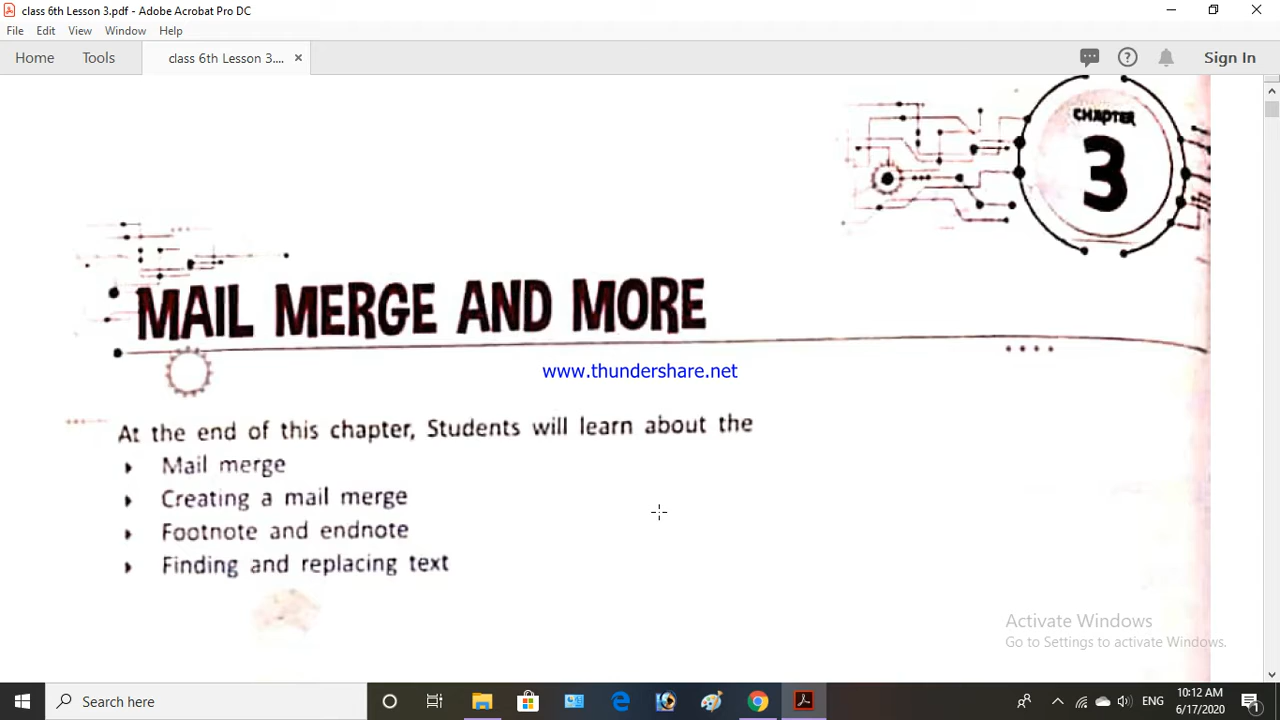 class 6th Lesson 3.pdf - Adobe Acrobat Pro DC
File Edit View Window Help
Home Tools class 6th Lesson 3.... × Sign In
CHAPTER
3
MAIL MERGE AND MORE
www.thundershare.net
At the end of this chapter, Students will learn about the
Mail merge
Creating a mail merge
Footnote and endnote
Finding and replacing text
Activate Windows
Go to Settings to activate Windows.
Search here
ENG
10:12 AM
6/17/2020
1